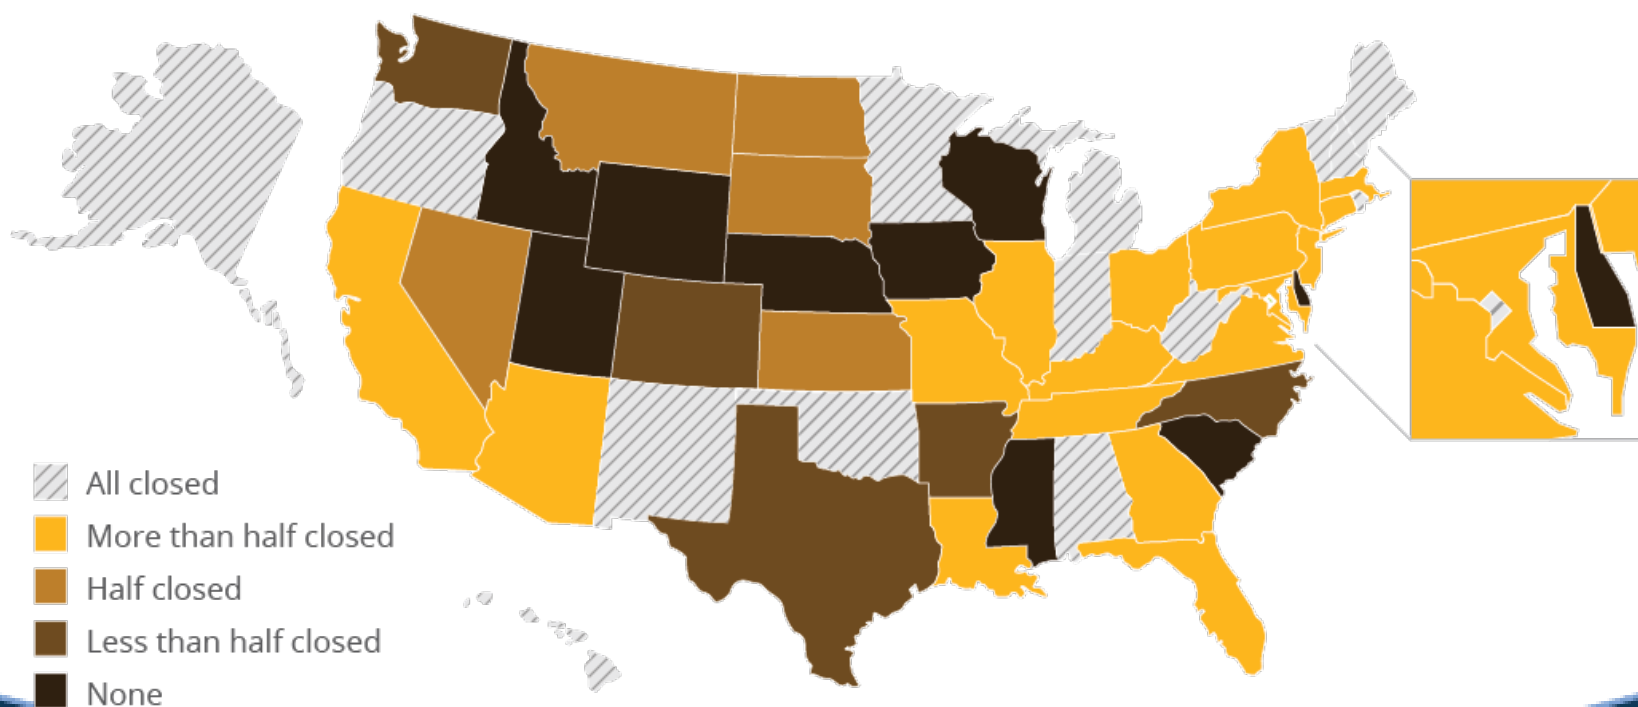 All closed
More than half closed
Half closed
Less than half closed
None